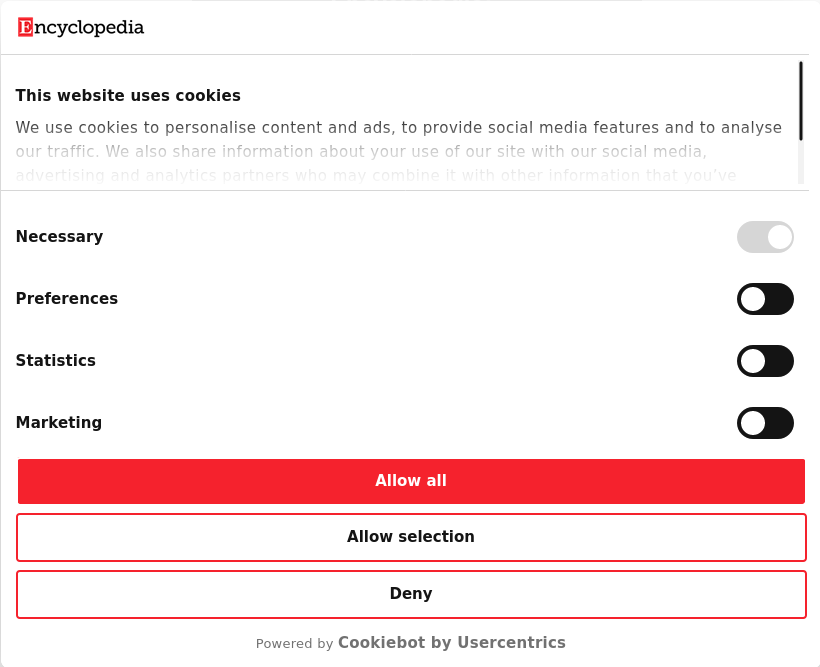 Encyclopedia
This website uses cookies
We use cookies to personalise content and ads, to provide social media features and to analyse
our traffic. We also share information about your use of our site with our social media,
advertising and analytics partners who may combine it with other information that you’ve
Necessary
Preferences
Statistics
Marketing
Allow all
Allow selection
Deny
Powered by Cookiebot by Usercentrics